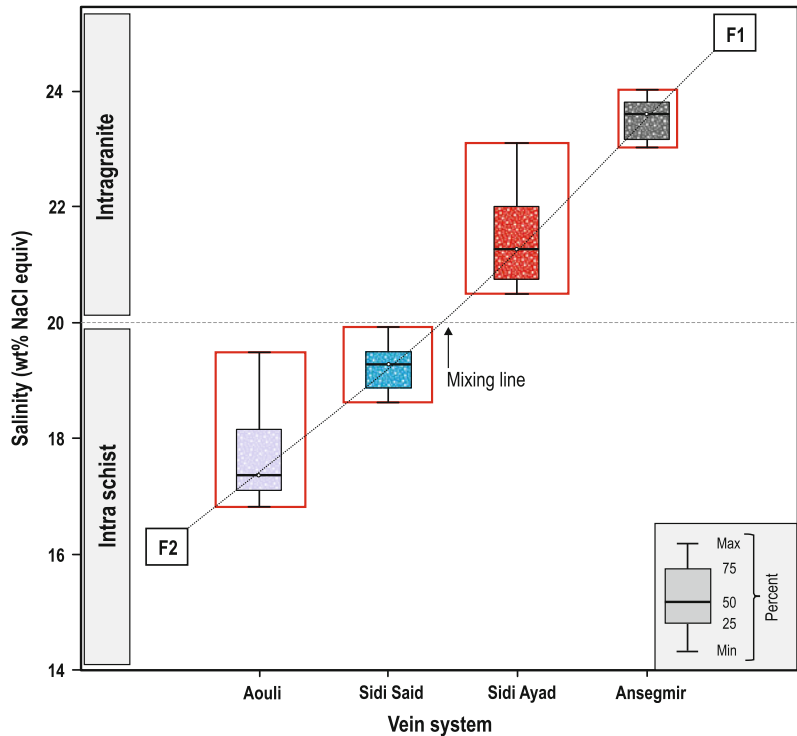 F1
24
22
20
18
16
14
Salinity (wt% NaCl equiv)
Intragranite
Intra schist
Mixing line
F2
Max
75
50
25
Min
Percent
Aouli
Sidi Said
Sidi Ayad
Ansegmir
Vein system